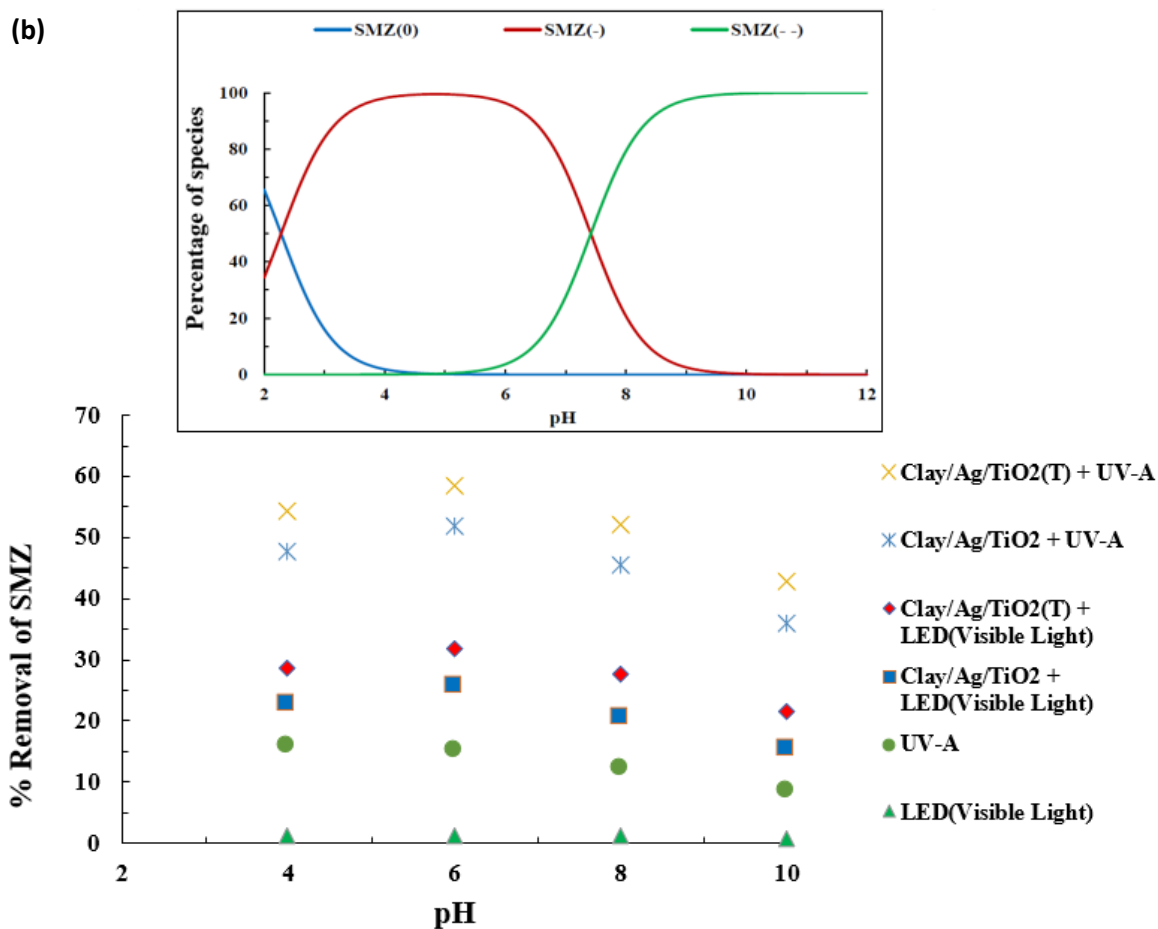 (b)
SMZ(0) SMZ(-) SMZ(- -)
Percentage of species
100
80
60
40
20
0
2 4 6 8 10 12
pH
% Removal of SMZ
70
60
50
40
30
20
10
0
2 4 6 8 10
pH
Clay/Ag/TiO2(T) + UV-A
Clay/Ag/TiO2 + UV-A
Clay/Ag/TiO2(T) +
LED(Visible Light)
Clay/Ag/TiO2 +
LED(Visible Light)
UV-A
LED(Visible Light)